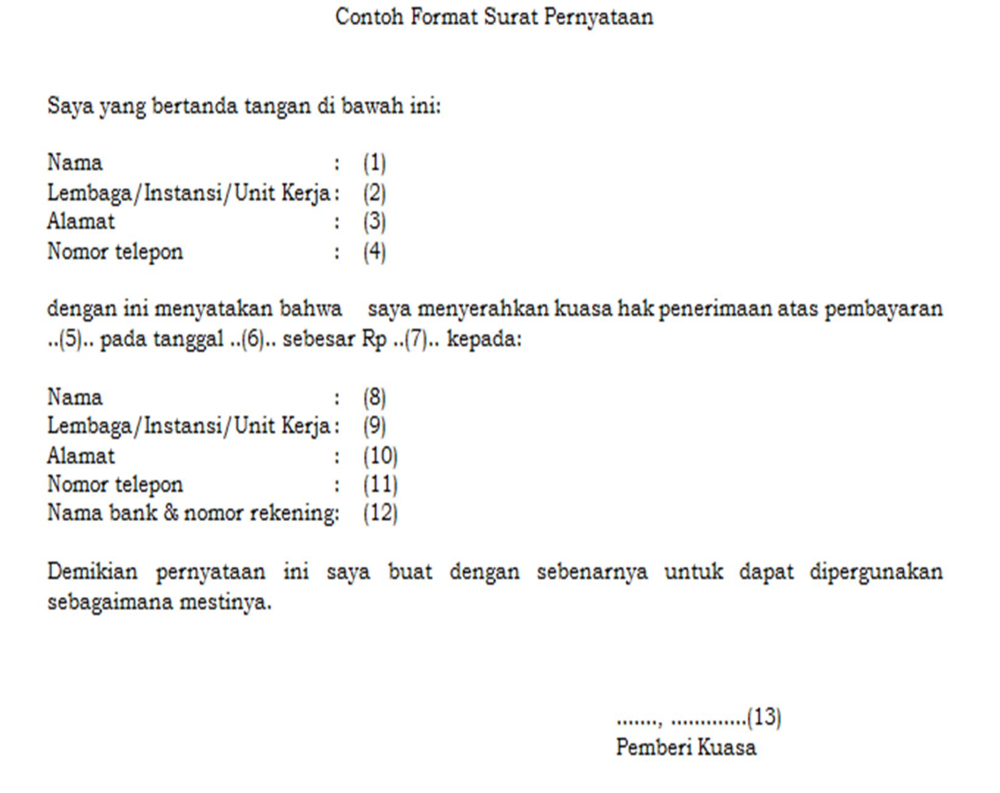 Contoh Format Surat Pernyataan
Saya yang bertanda tangan di bawah ini:
Nama : (1)
Lembaga/Instansi/Unit Kerja: (2)
Alamat : (3)
Nomor telepon : (4)
dengan ini menyatakan bahwa saya menyerahkan kuasa hak penerimaan atas pembayaran
..(5).. pada tanggal ..(6).. sebesar Rp ..(7).. kepada:
Nama : (8)
Lembaga/Instansi/Unit Kerja: (9)
Alamat : (10)
Nomor telepon : (11)
Nama bank & nomor rekening: (12)
Demikian pernyataan ini saya buat dengan sebenarnya untuk dapat dipergunakan
sebagaimana mestinya.
......., .............(13)
Pemberi Kuasa